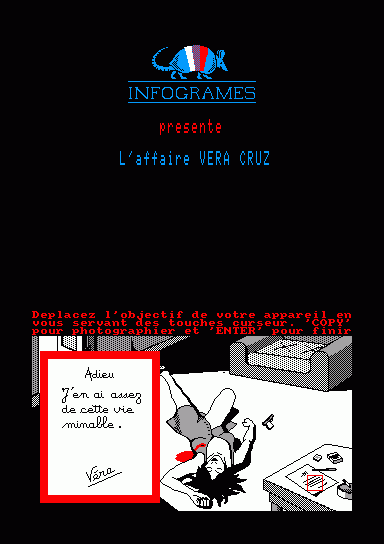 INFOGRAMES
presente
L'affaire VERA CRUZ
Deplacez l'objectif de votre appareil en
vous servant des touches curseur. 'COPY'
pour photographier et 'ENTER' pour finir
Adieu
J'en ai assez
de cette vie
minable.
Véra